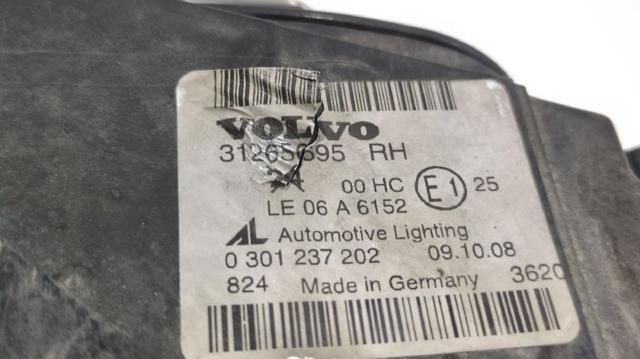 VOLVO
31265695 RH
24 00 HC E1 25
LE 06 A 6152
AL Automotive Lighting
0 301 237 202 09.10.08
824 Made in Germany 3620